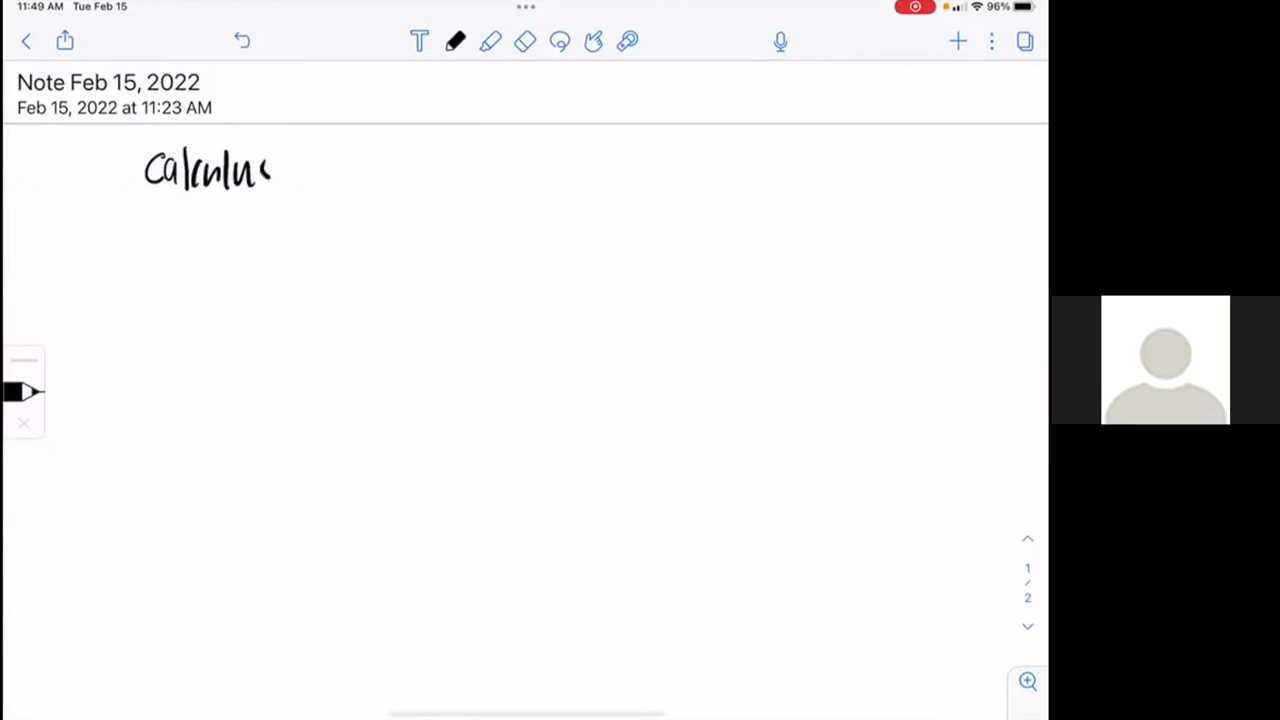 11:49 AM Tue Feb 15
96%
Note Feb 15, 2022
Feb 15, 2022 at 11:23 AM
Calculus
1
/
2